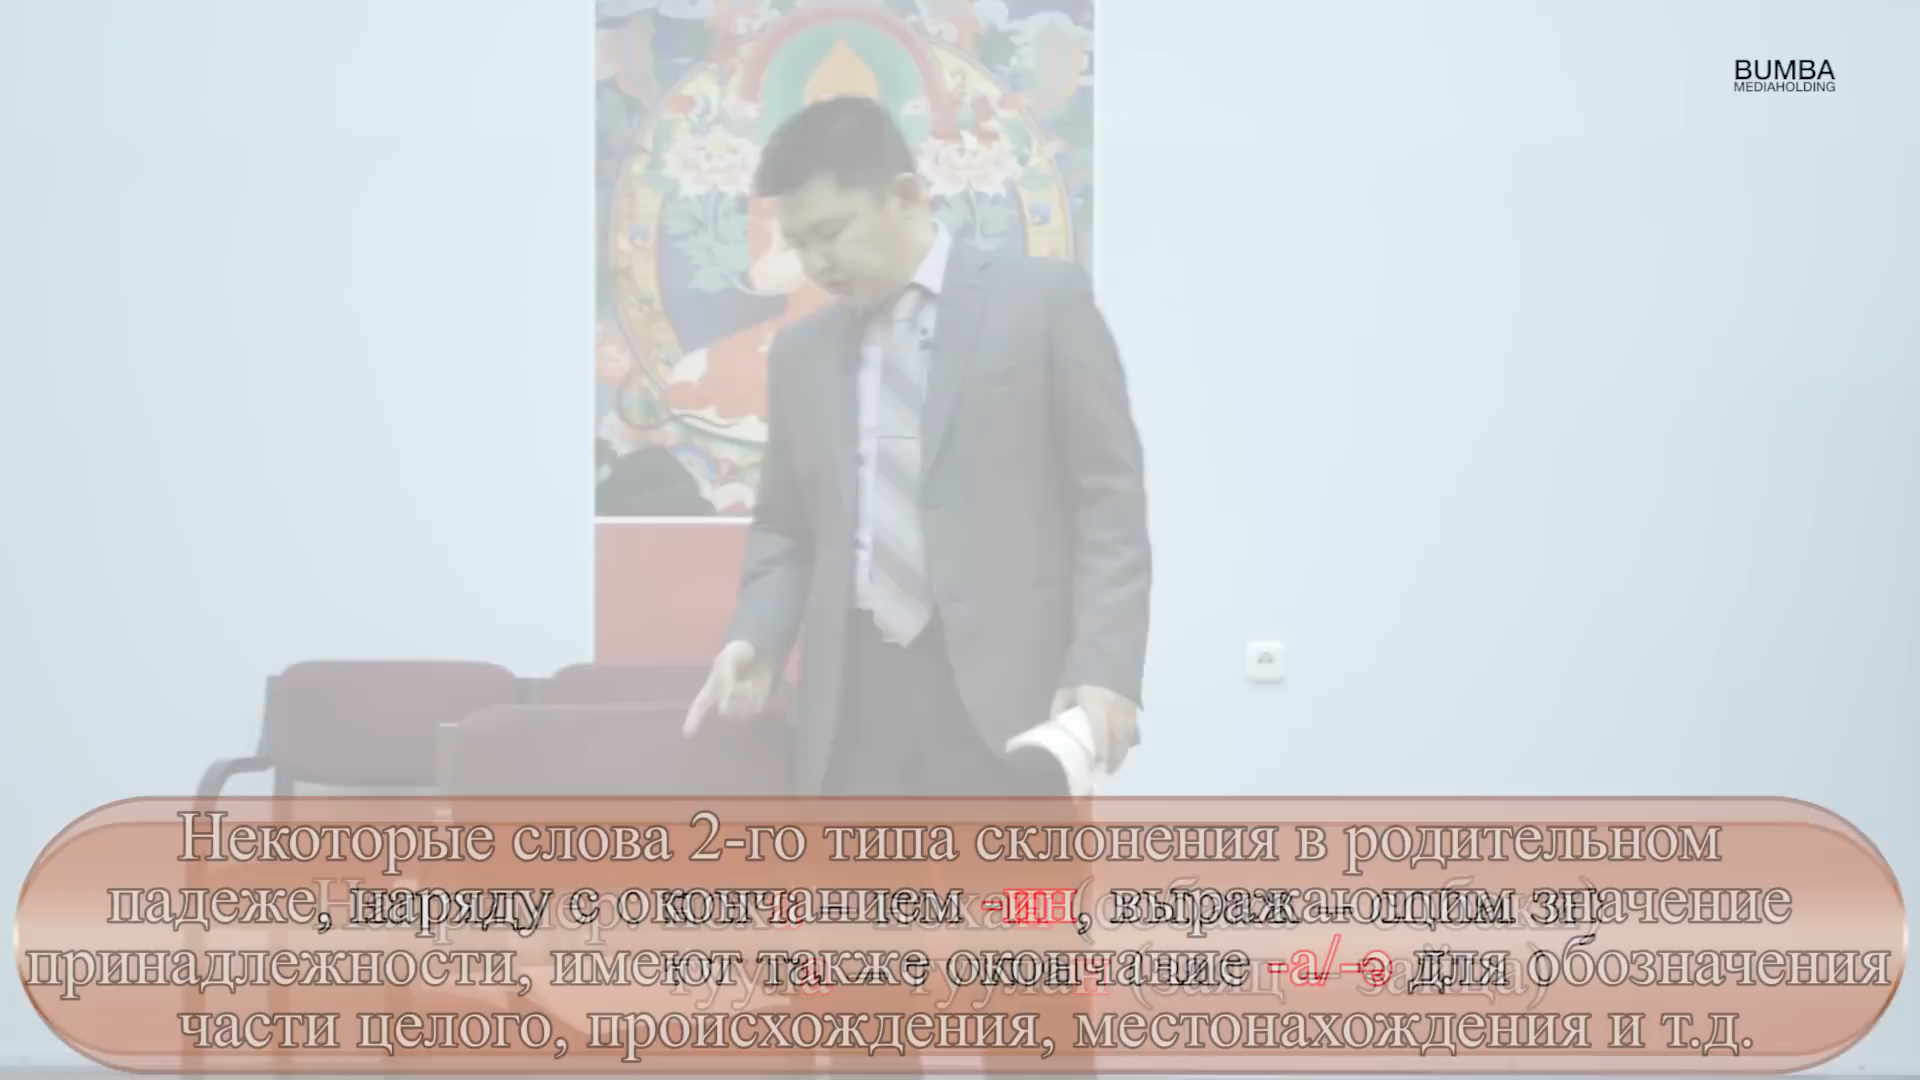 BUMBA
MEDIAHOLDING
Некоторые слова 2-го типа склонения в родительном
падеже, наряду с окончанием -ин, выражающим значение
принадлежности, имеют также окончание -а/-ә для обозначения
части целого, происхождения, местонахождения и т.д.